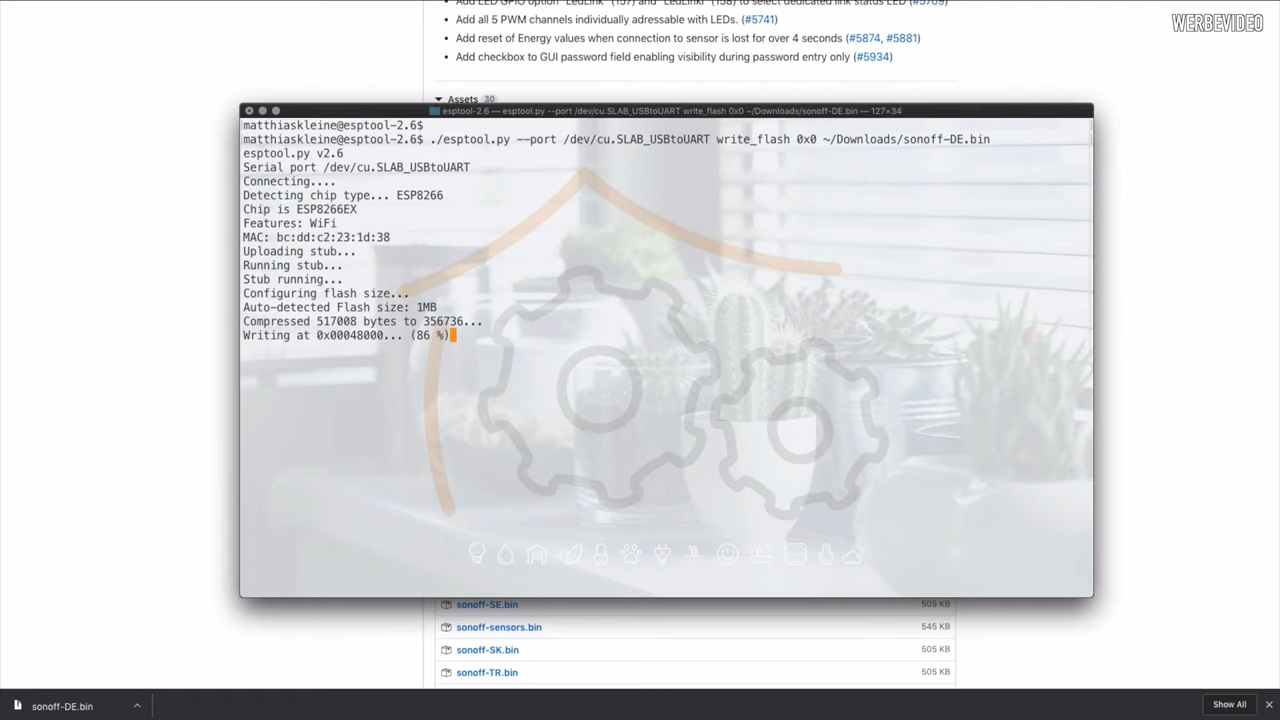 Add LED GPIO option "LedLink" (157) and "LedLinki" (158) to select dedicated link status LED (#5709)
WERBEVIDEO
Add all 5 PWM channels individually adressable with LEDs. (#5741)
Add reset of Energy values when connection to sensor is lost for over 4 seconds (#5874, #5881)
Add checkbox to GUI password field enabling visibility during password entry only (#5934)
Assets 30
esptool-2.6 — esptool.py --port /dev/cu.SLAB_USBtoUART write_flash 0x0 ~/Downloads/sonoff-DE.bin — 127×34
matthiaskleine@esptool-2.6$
matthiaskleine@esptool-2.6$ ./esptool.py --port /dev/cu.SLAB_USBtoUART write_flash 0x0 ~/Downloads/sonoff-DE.bin
esptool.py v2.6
Serial port /dev/cu.SLAB_USBtoUART
Connecting....
Detecting chip type... ESP8266
Chip is ESP8266EX
Features: WiFi
MAC: bc:dd:c2:23:1d:38
Uploading stub...
Running stub...
Stub running...
Configuring flash size...
Auto-detected Flash size: 1MB
Compressed 517008 bytes to 356736...
Writing at 0x00048000... (86 %)
sonoff-SE.bin 505 KB
sonoff-sensors.bin 545 KB
sonoff-SK.bin 505 KB
sonoff-TR.bin 505 KB
sonoff-DE.bin
Show All